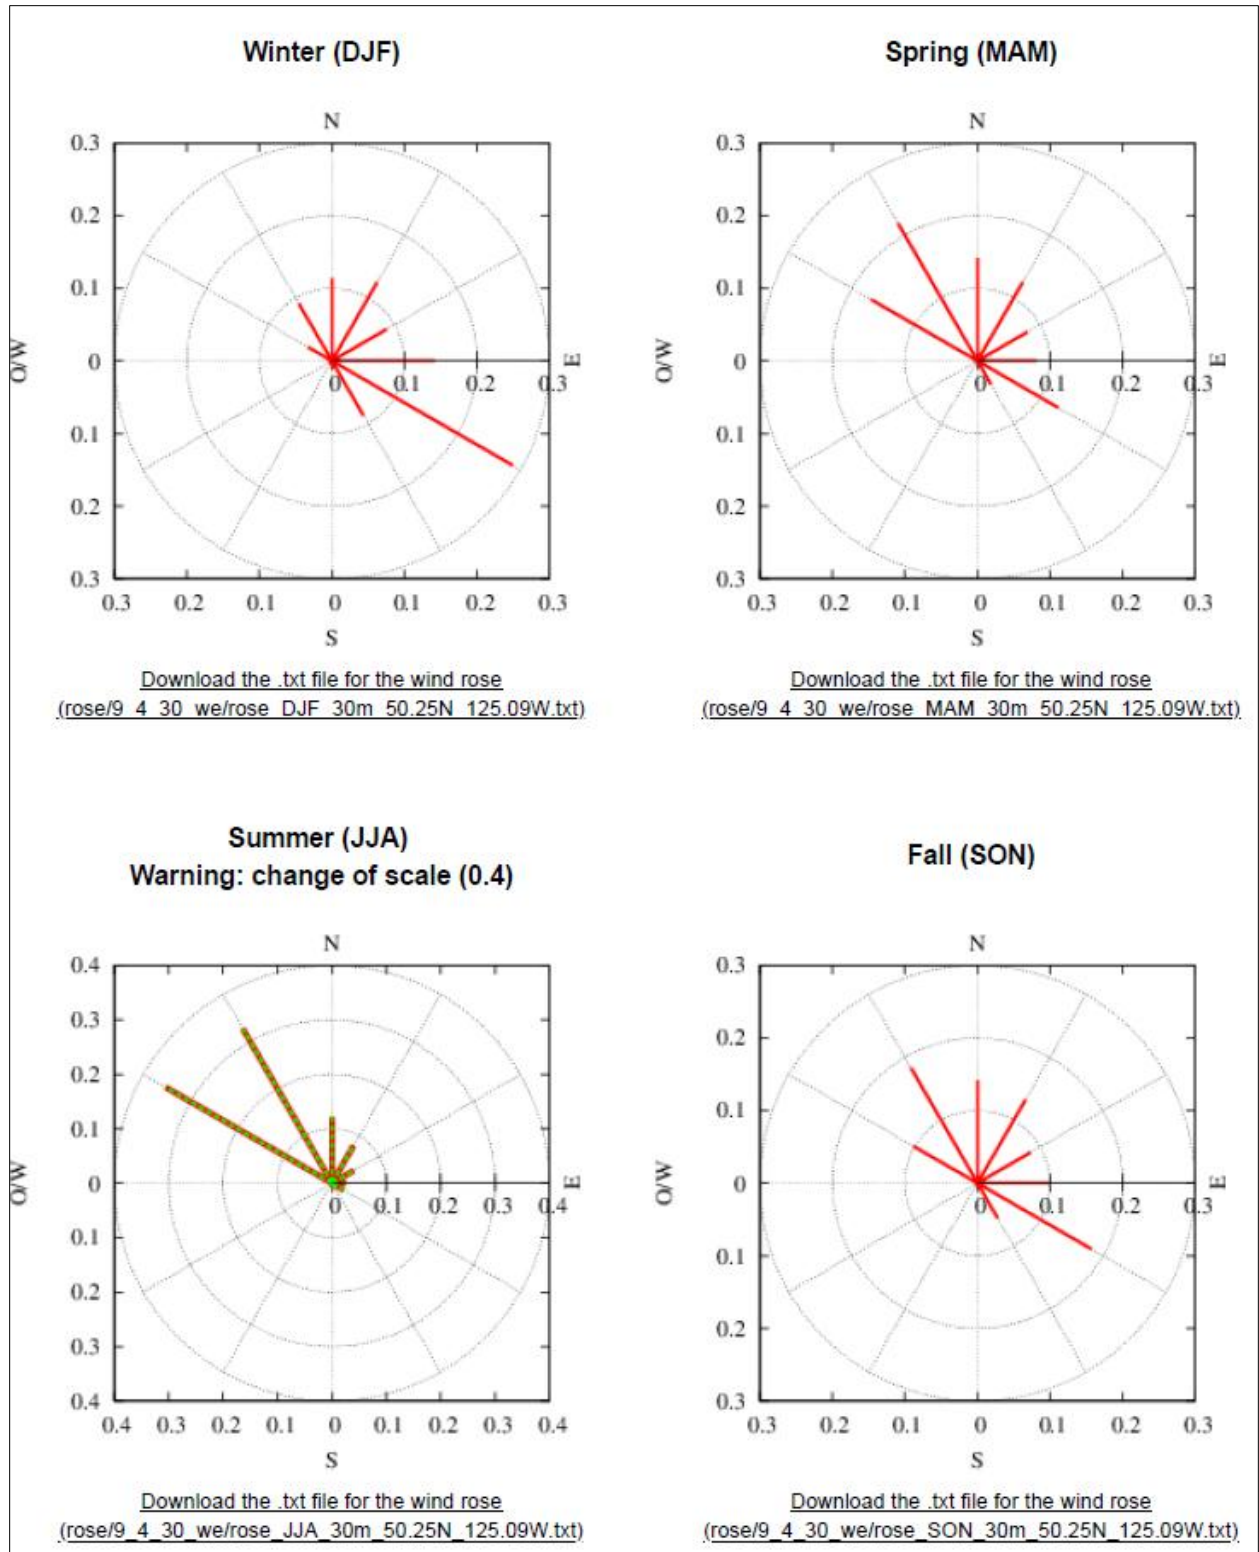 Winter (DJF)
N
0.3
0.2
0.1
0
0.1
0.2
0.3
O/W
0 0.1 0.2 0.3
E
0.3 0.2 0.1 0 0.1 0.2 0.3
S
Download the .txt file for the wind rose
(rose/9_4_30_we/rose_DJF_30m_50.25N_125.09W.txt)
Spring (MAM)
N
0.3
0.2
0.1
0
0.1
0.2
0.3
O/W
0 0.1 0.2 0.3
E
0.3 0.2 0.1 0 0.1 0.2 0.3
S
Download the .txt file for the wind rose
(rose/9_4_30_we/rose_MAM_30m_50.25N_125.09W.txt)
Summer (JJA)
Warning: change of scale (0.4)
N
0.4
0.3
0.2
0.1
0
0.1
0.2
0.3
0.4
O/W
0 0.1 0.2 0.3 0.4
E
0.4 0.3 0.2 0.1 0 0.1 0.2 0.3 0.4
S
Download the .txt file for the wind rose
(rose/9_4_30_we/rose_JJA_30m_50.25N_125.09W.txt)
Fall (SON)
N
0.3
0.2
0.1
0
0.1
0.2
0.3
O/W
0 0.1 0.2 0.3
E
0.3 0.2 0.1 0 0.1 0.2 0.3
S
Download the .txt file for the wind rose
(rose/9_4_30_we/rose_SON_30m_50.25N_125.09W.txt)